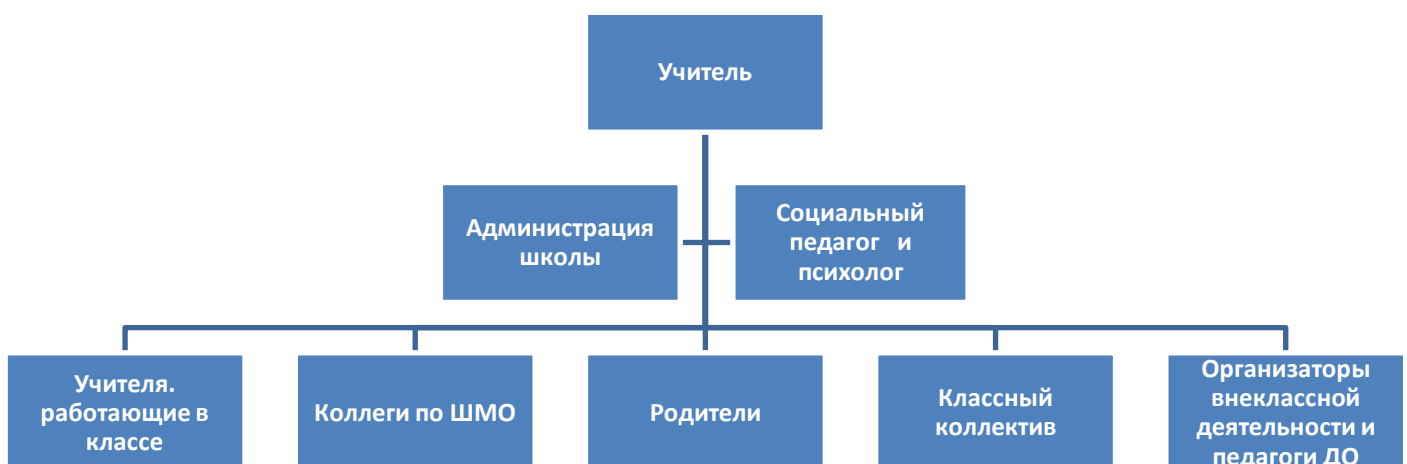 Учитель
Администрация
школы
Социальный
педагог и
психолог
Учителя.
работающие в
классе
Коллеги по ШМО
Родители
Классный
коллектив
Организаторы
внеклассной
деятельности и
педагоги ДО